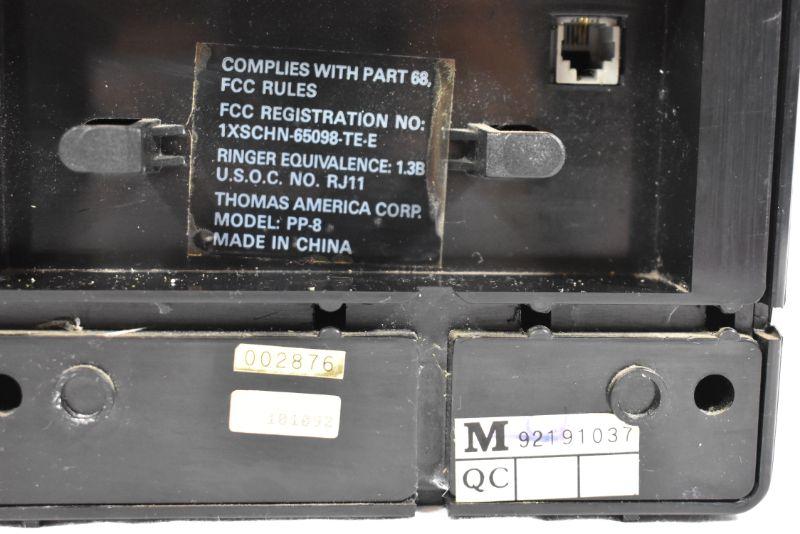 COMPLIES WITH PART 68,
FCC RULES
FCC REGISTRATION NO:
1XSCHN-65098-TE-E
RINGER EQUIVALENCE: 1.3B
U.S.O.C. NO. RJ11
THOMAS AMERICA CORP.
MODEL: PP-8
MADE IN CHINA
002876
101092
M 92191037
QC